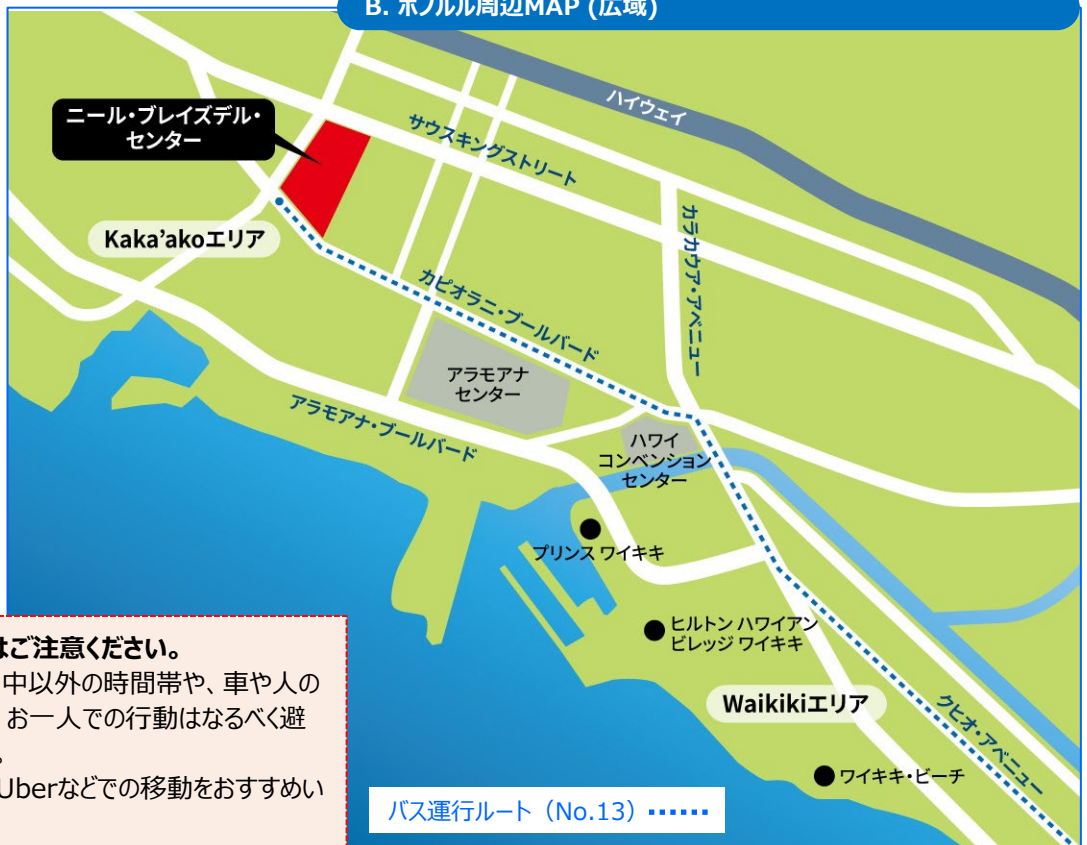 B. ホノルル周辺MAP (広域)
ハイウェイ
ニール・ブレイズデル・
センター
サウスキングストリート
Kaka'akoエリア
カラカウア・アベニュー
カピオラニ・ブールバード
アラモアナ
センター
アラモアナ・ブールバード
ハワイ
コンベンション
センター
プリンス ワイキキ
ヒルトン ハワイアン
ビレッジ ワイキキ
Waikikiエリア
クヒオ・アベニュー
ワイキキ・ビーチ
はご注意ください。
中以外の時間帯や、車や人の
お一人での行動はなるべく避
。
Uberなどでの移動をおすすめい
バス運行ルート（No.13）